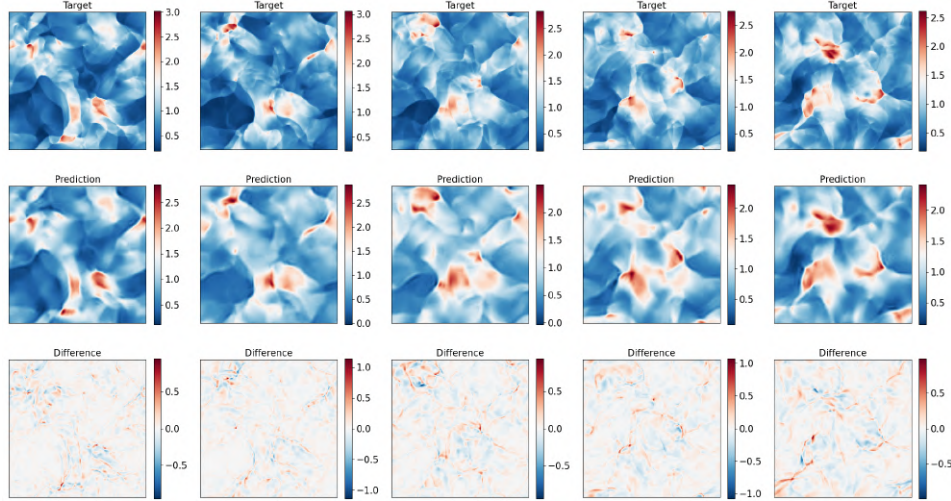 Target Target Target Target Target
3.0 3.0 2.5 2.5 2.5
2.5 2.5 2.0 2.0 2.0
2.0 2.0 1.5 1.5 1.5
1.5 1.5 1.0 1.0 1.0
1.0 1.0 0.5 0.5 0.5
0.5 0.5
Prediction Prediction Prediction Prediction Prediction
2.5 2.5 2.0 2.0 2.0
2.0 2.0 1.5 1.5 1.5
1.5 1.5 1.0 1.0 1.0
1.0 1.0 0.5 0.5 0.5
0.5 0.5 0.0
0.0
Difference Difference Difference Difference Difference
0.5 1.0 0.5 1.0 0.5
0.0 0.5 0.0 0.5 0.0
−0.5 0.0 −0.5 0.0 −0.5
−0.5 −0.5
−1.0 −1.0